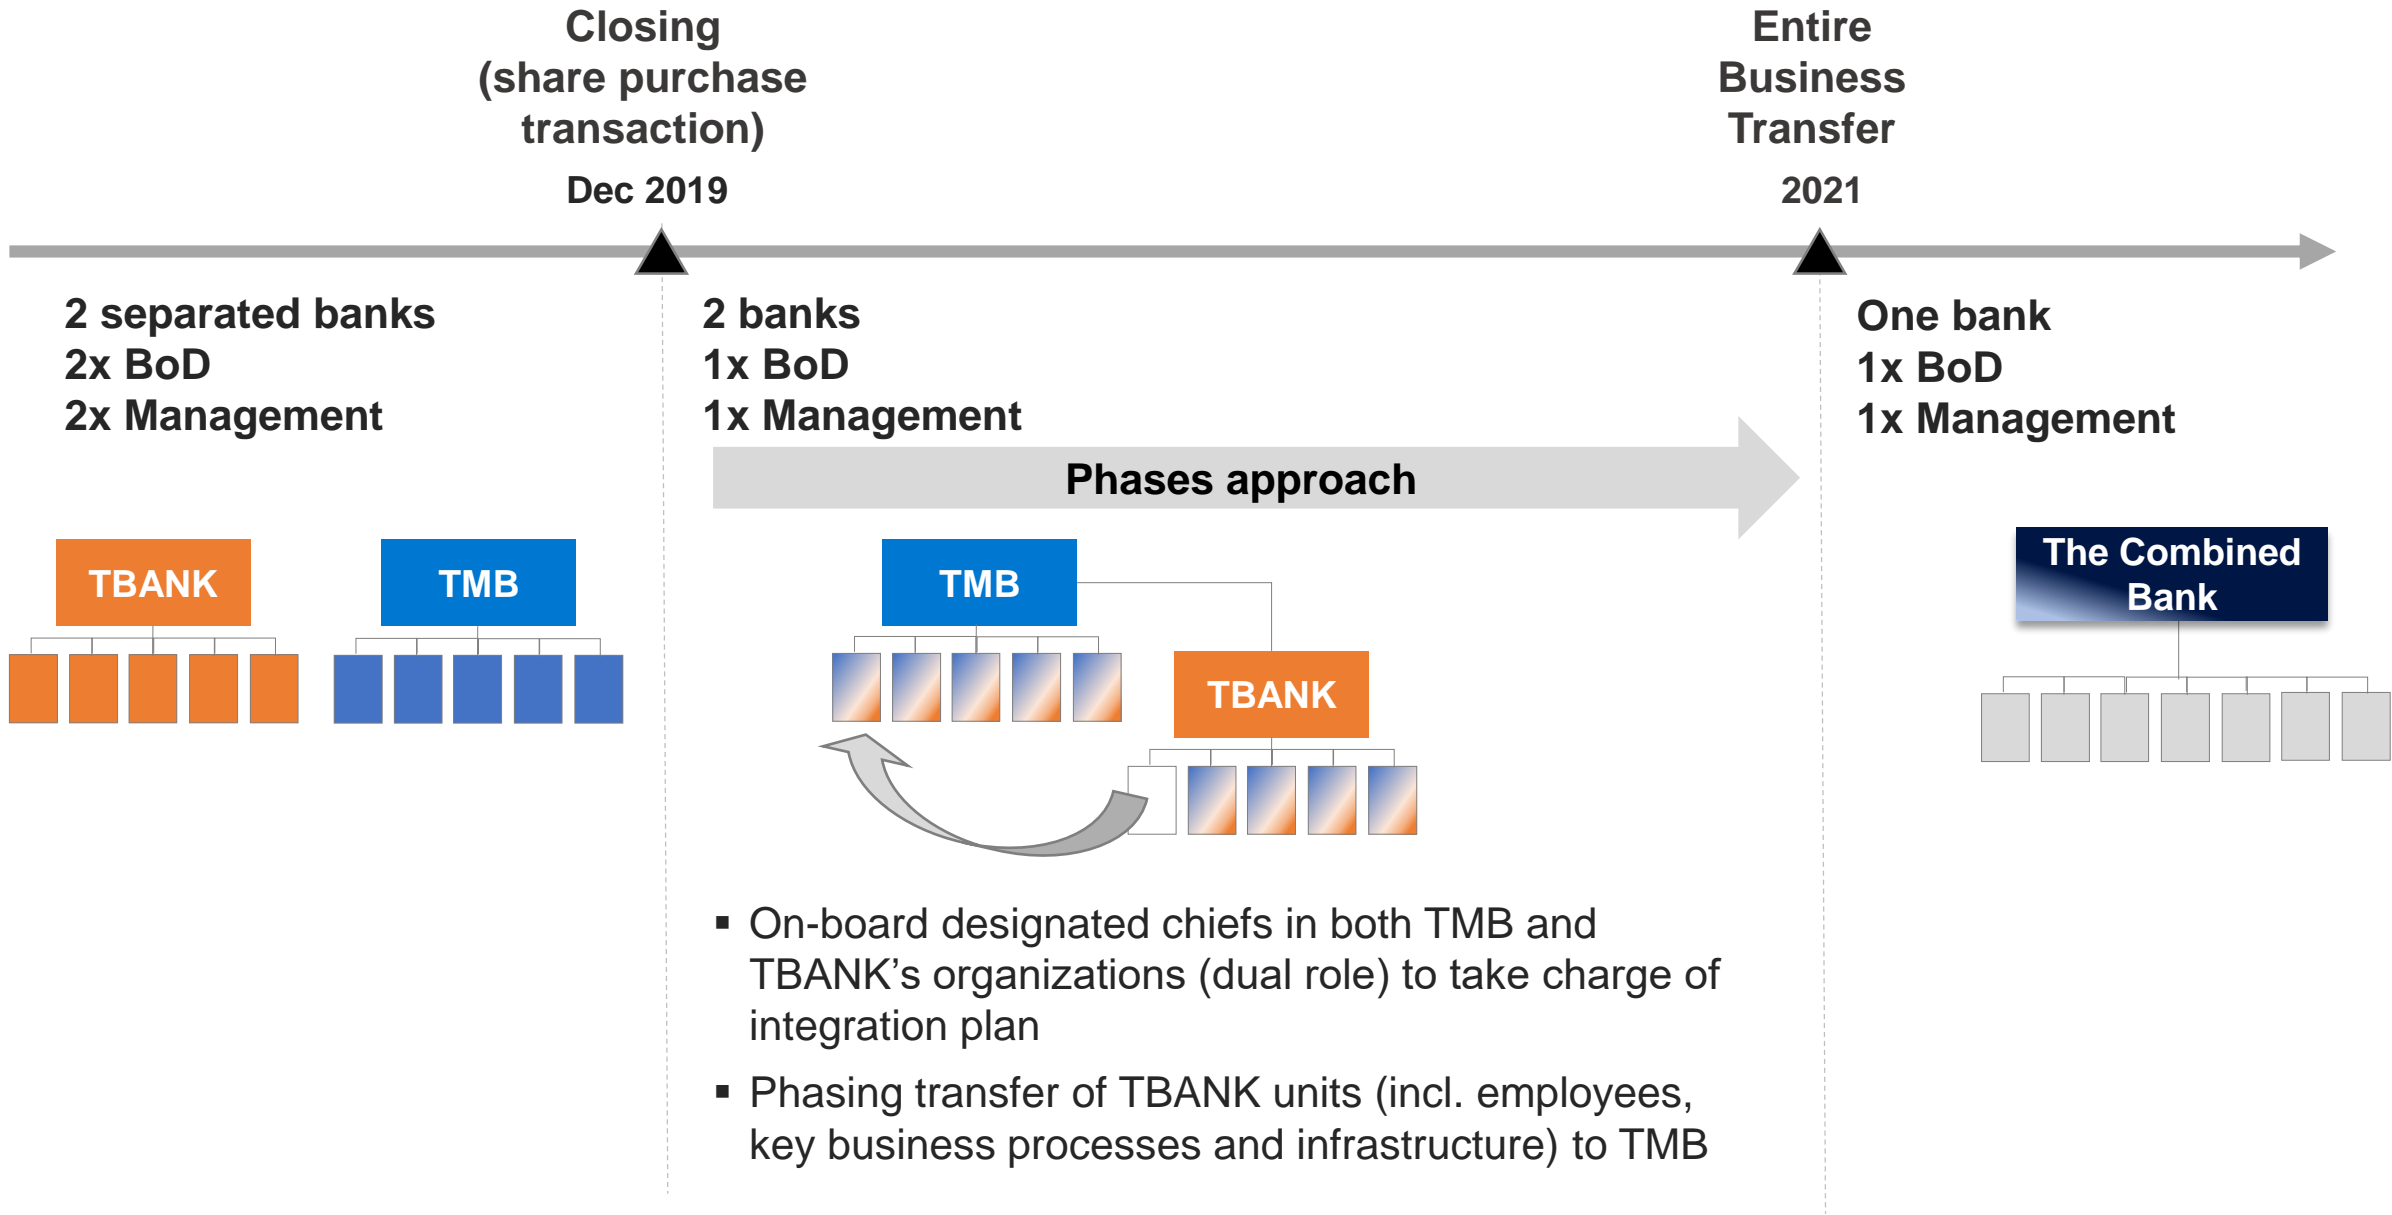 Closing
(share purchase
transaction)
Dec 2019
Entire
Business
Transfer
2021
2 separated banks
2x BoD
2x Management
2 banks
1x BoD
1x Management
One bank
1x BoD
1x Management
Phases approach
TBANK
TMB
TMB
TBANK
The Combined
Bank
▪ On-board designated chiefs in both TMB and
TBANK’s organizations (dual role) to take charge of
integration plan
▪ Phasing transfer of TBANK units (incl. employees,
key business processes and infrastructure) to TMB